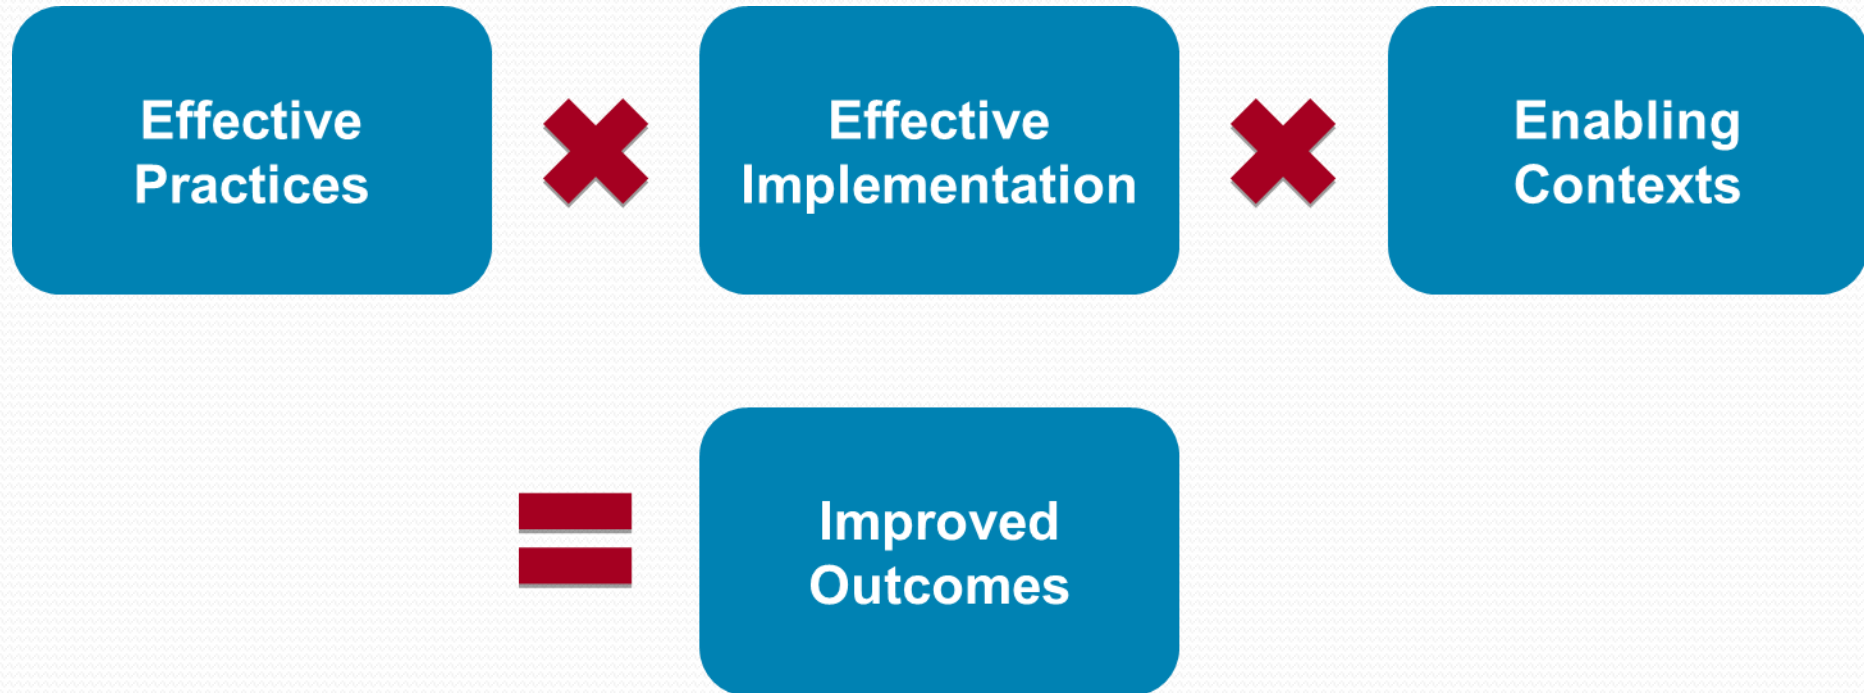 Effective
Practices
Effective
Implementation
Enabling
Contexts
Improved
Outcomes